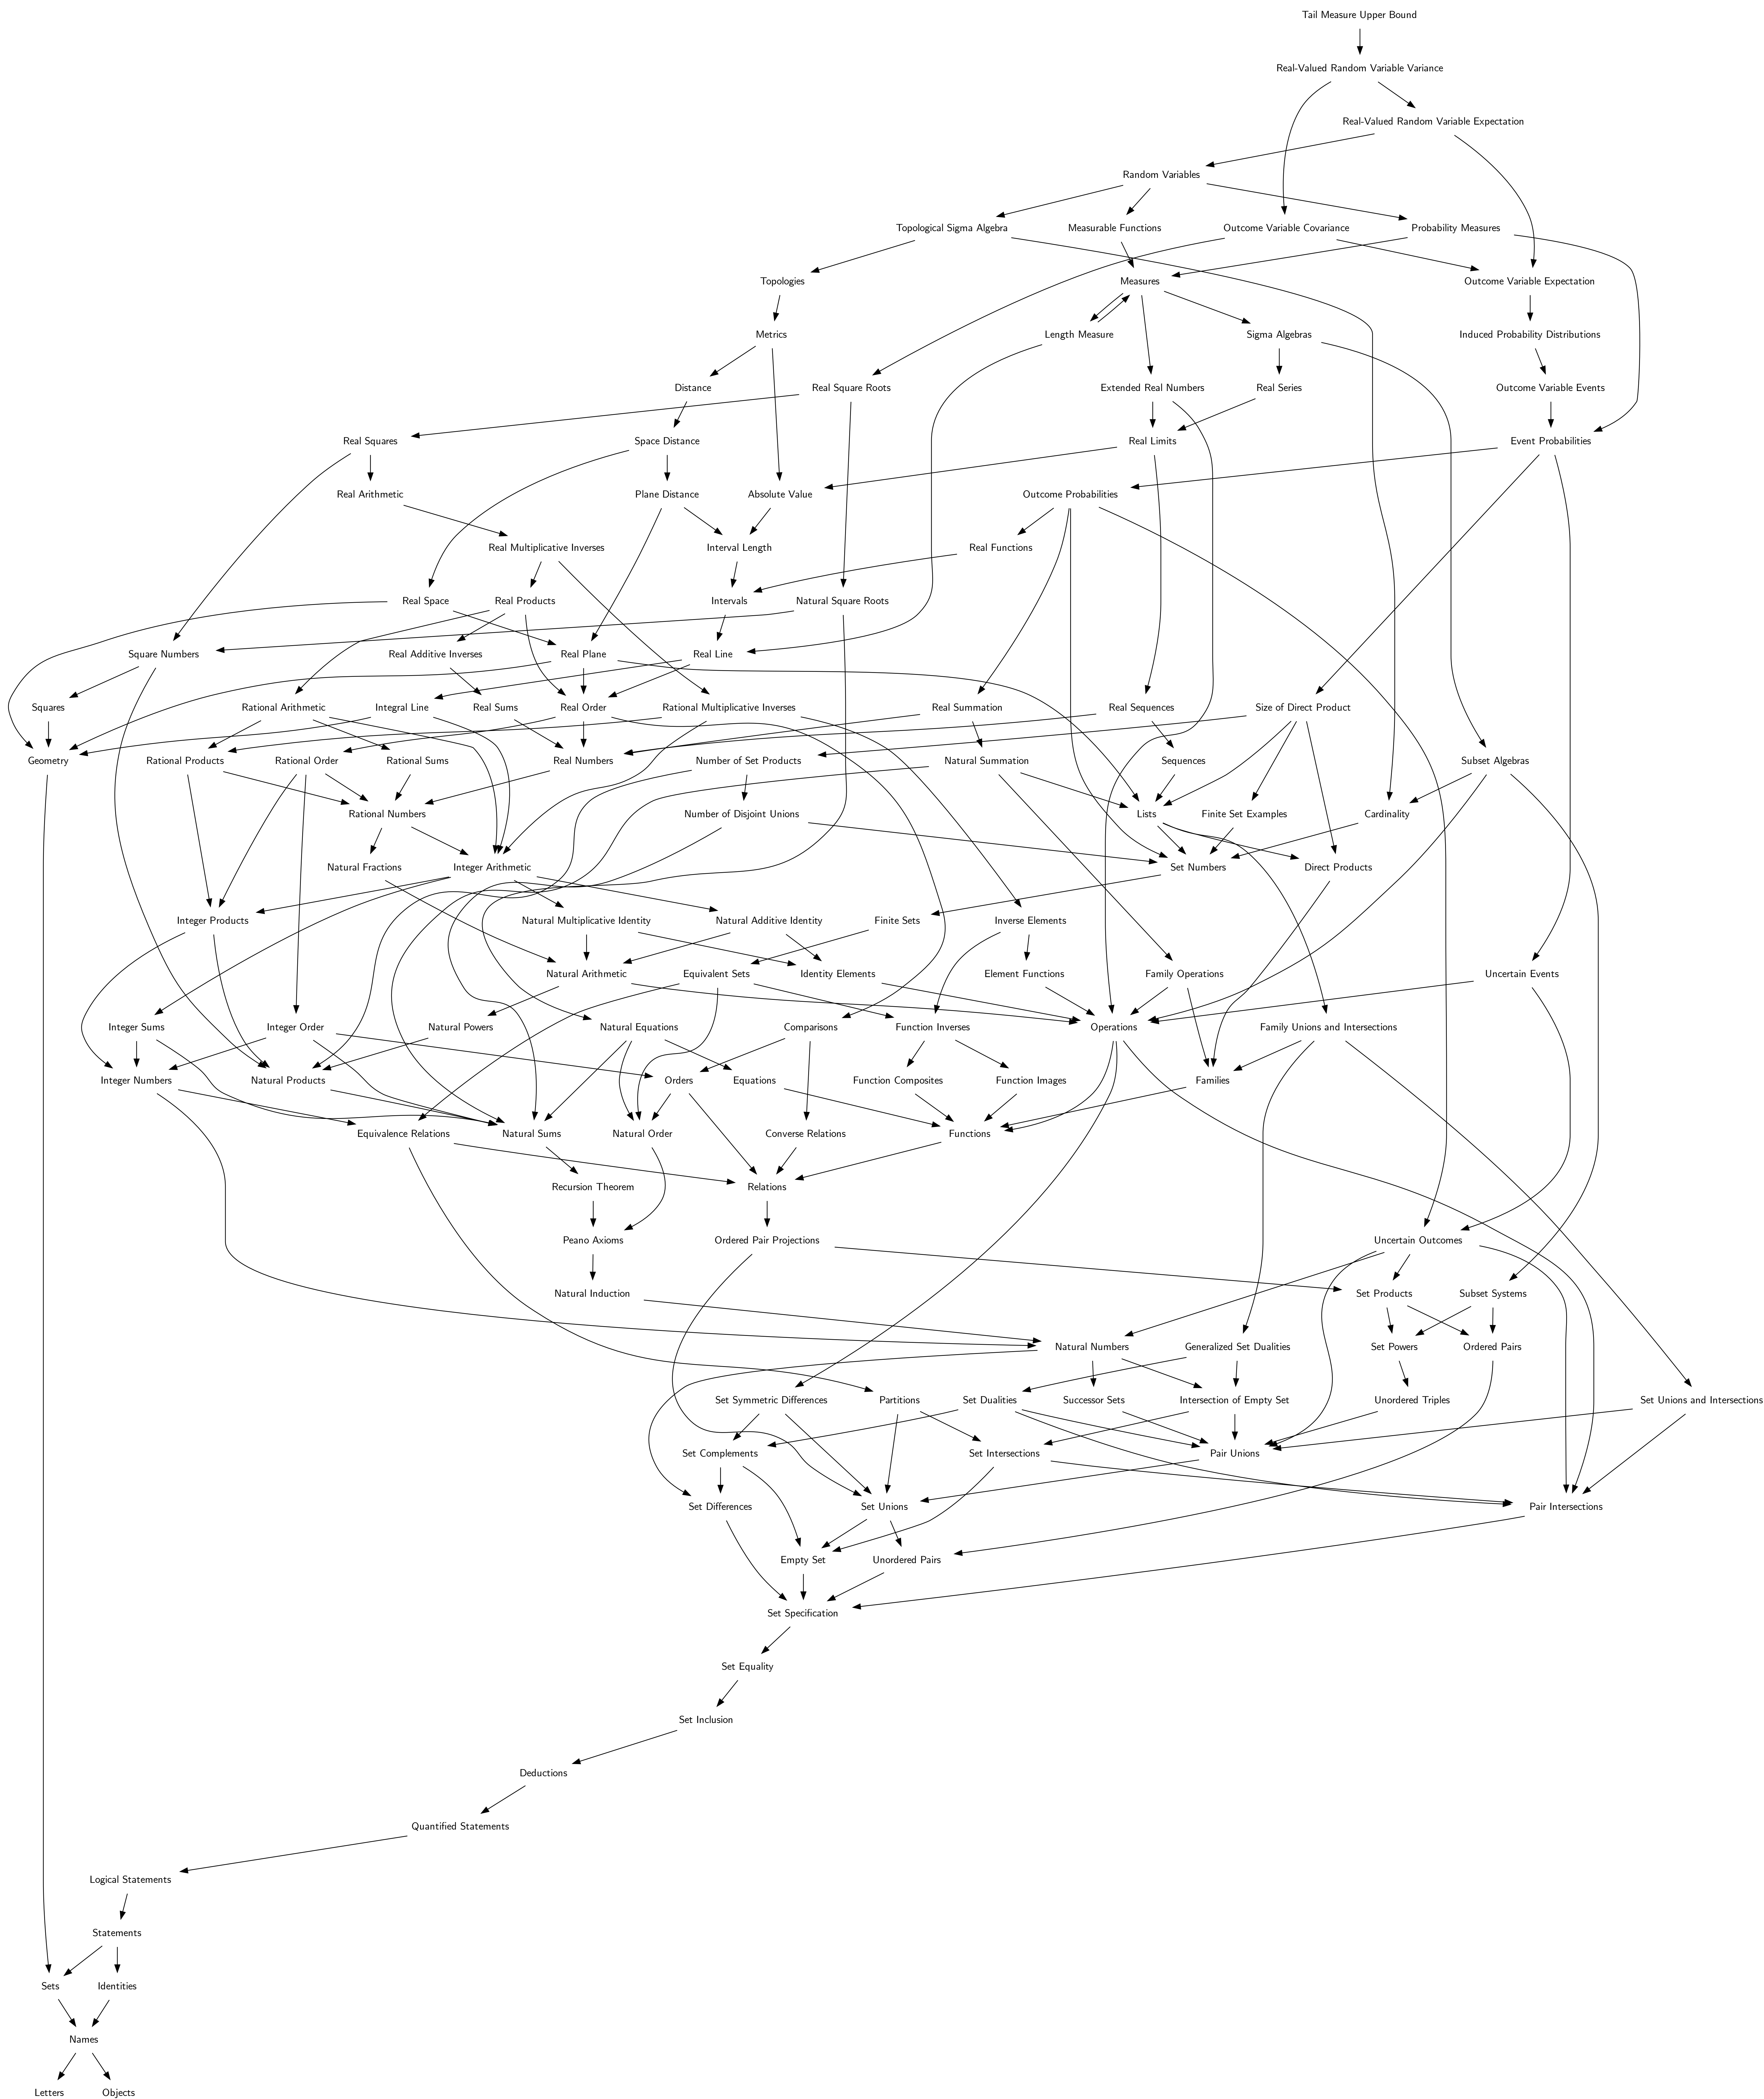 Tail Measure Upper Bound
Real-Valued Random Variable Variance
Real-Valued Random Variable Expectation
Random Variables
Topological Sigma Algebra
Measurable Functions
Outcome Variable Covariance
Probability Measures
Topologies
Measures
Outcome Variable Expectation
Metrics
Length Measure
Sigma Algebras
Induced Probability Distributions
Distance
Real Square Roots
Extended Real Numbers
Real Series
Outcome Variable Events
Real Squares
Space Distance
Real Limits
Event Probabilities
Real Arithmetic
Plane Distance
Absolute Value
Outcome Probabilities
Real Multiplicative Inverses
Interval Length
Real Functions
Real Space
Real Products
Intervals
Natural Square Roots
Square Numbers
Real Additive Inverses
Real Plane
Real Line
Squares
Rational Arithmetic
Integral Line
Real Sums
Real Order
Rational Multiplicative Inverses
Real Summation
Real Sequences
Size of Direct Product
Geometry
Rational Products
Rational Order
Rational Sums
Real Numbers
Number of Set Products
Natural Summation
Sequences
Subset Algebras
Rational Numbers
Number of Disjoint Unions
Lists
Finite Set Examples
Cardinality
Natural Fractions
Integer Arithmetic
Set Numbers
Direct Products
Integer Products
Natural Multiplicative Identity
Natural Additive Identity
Finite Sets
Inverse Elements
Natural Arithmetic
Equivalent Sets
Identity Elements
Element Functions
Family Operations
Uncertain Events
Integer Sums
Integer Order
Natural Powers
Natural Equations
Comparisons
Function Inverses
Operations
Family Unions and Intersections
Integer Numbers
Natural Products
Orders
Equations
Function Composites
Function Images
Families
Equivalence Relations
Natural Sums
Natural Order
Converse Relations
Functions
Recursion Theorem
Relations
Peano Axioms
Ordered Pair Projections
Uncertain Outcomes
Natural Induction
Set Products
Subset Systems
Natural Numbers
Generalized Set Dualities
Set Powers
Ordered Pairs
Set Symmetric Differences
Partitions
Set Dualities
Successor Sets
Intersection of Empty Set
Unordered Triples
Set Unions and Intersections
Set Complements
Set Intersections
Pair Unions
Set Differences
Set Unions
Pair Intersections
Empty Set
Unordered Pairs
Set Specification
Set Equality
Set Inclusion
Deductions
Quantified Statements
Logical Statements
Statements
Sets
Identities
Names
Letters
Objects